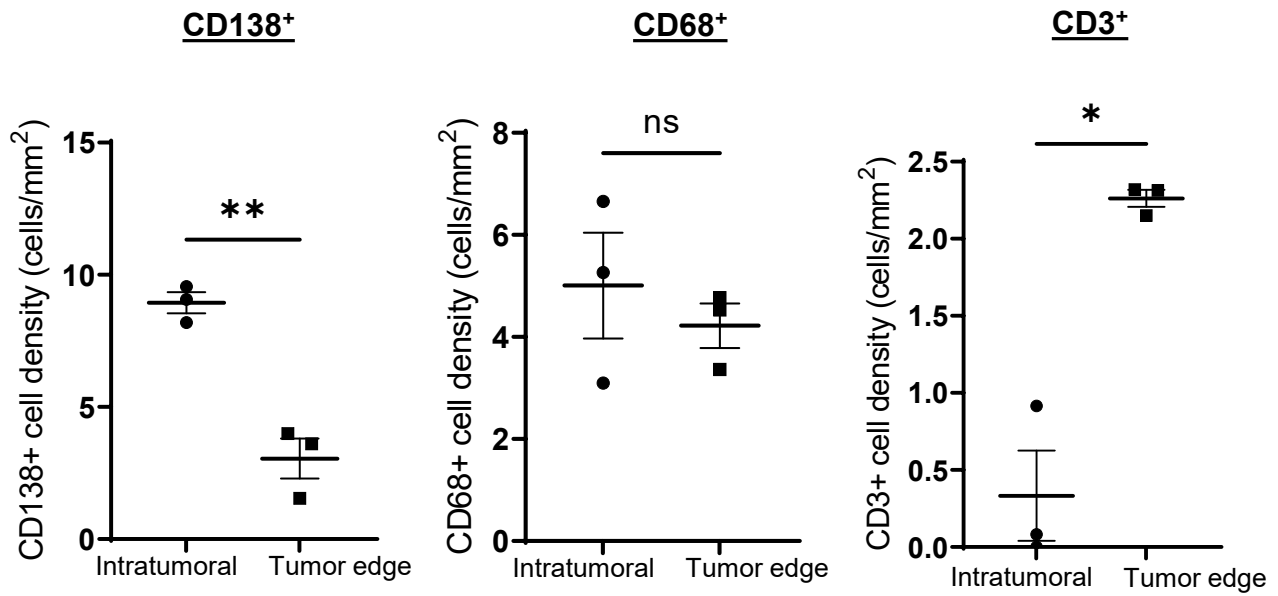 CD138⁺
CD138+ cell density (cells/mm²)
15
10
5
0
**
Intratumoral
Tumor edge
CD68⁺
CD68+ cell density (cells/mm²)
8
6
4
2
0
ns
Intratumoral
Tumor edge
CD3⁺
CD3+ cell density (cells/mm²)
2.5
2.0
1.5
1.0
0.5
0.0
*
Intratumoral
Tumor edge